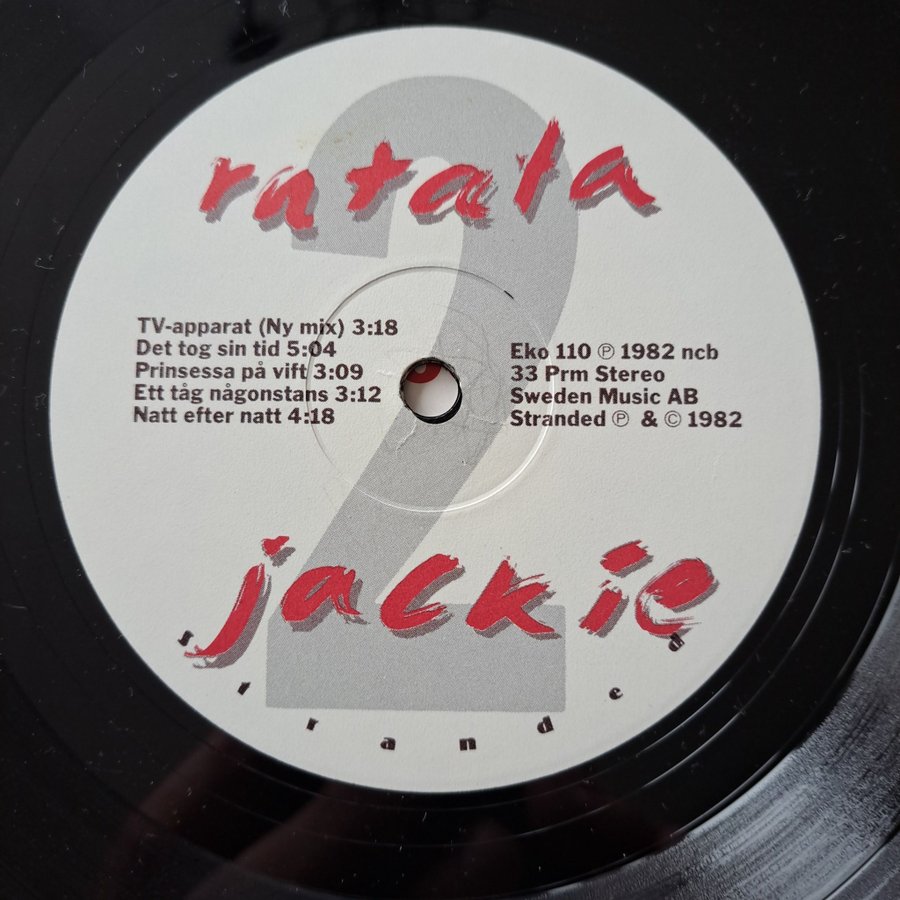 ratata
2
TV-apparat (Ny mix) 3:18
Det tog sin tid 5:04
Prinsessa på vift 3:09
Ett tåg någonstans 3:12
Natt efter natt 4:18
Eko 110 ℗ 1982 ncb
33 Prm Stereo
Sweden Music AB
Stranded ℗ & © 1982
jackie
stranded